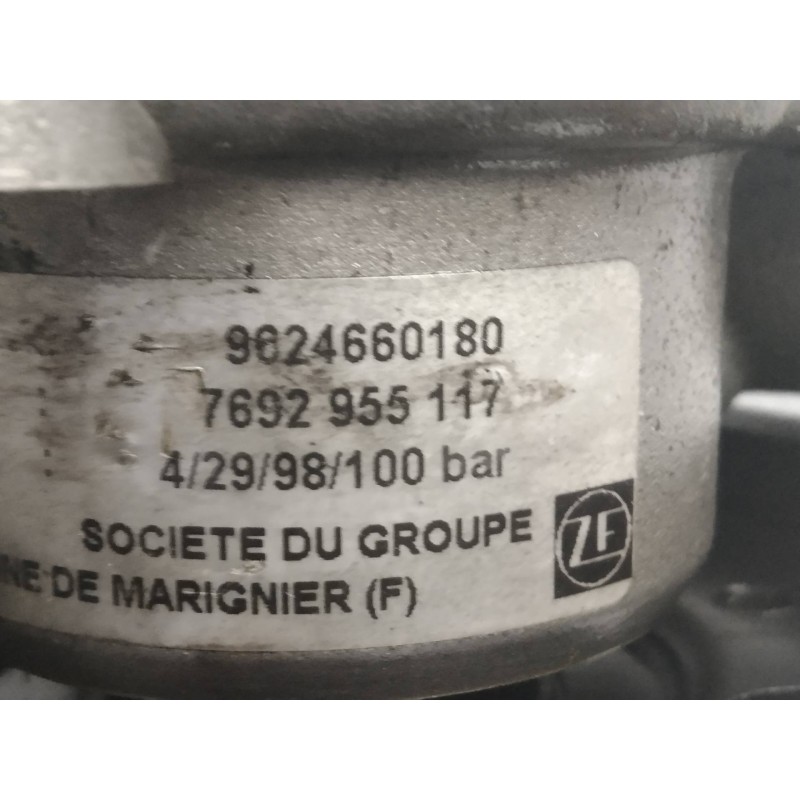 9624660180
7692 955 117
4/29/98/100 bar
SOCIETE DU GROUPE
ZF
DE MARIGNIER (F)